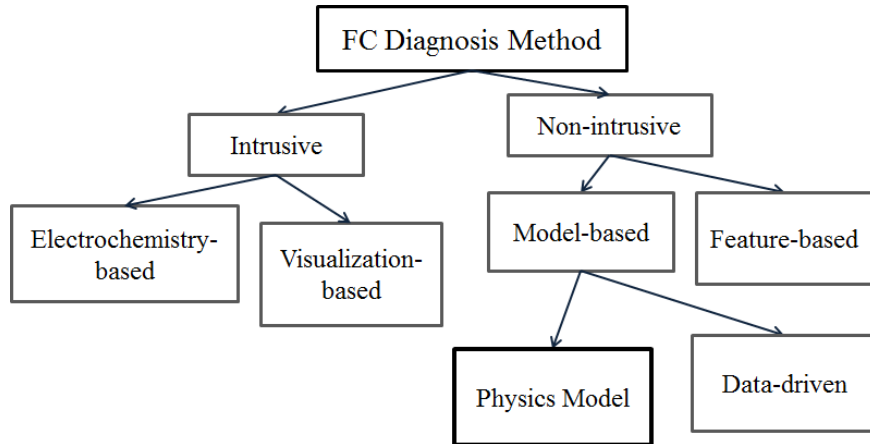 FC Diagnosis Method
Intrusive
Non-intrusive
Electrochemistry-
based
Visualization-
based
Model-based
Feature-based
Physics Model
Data-driven